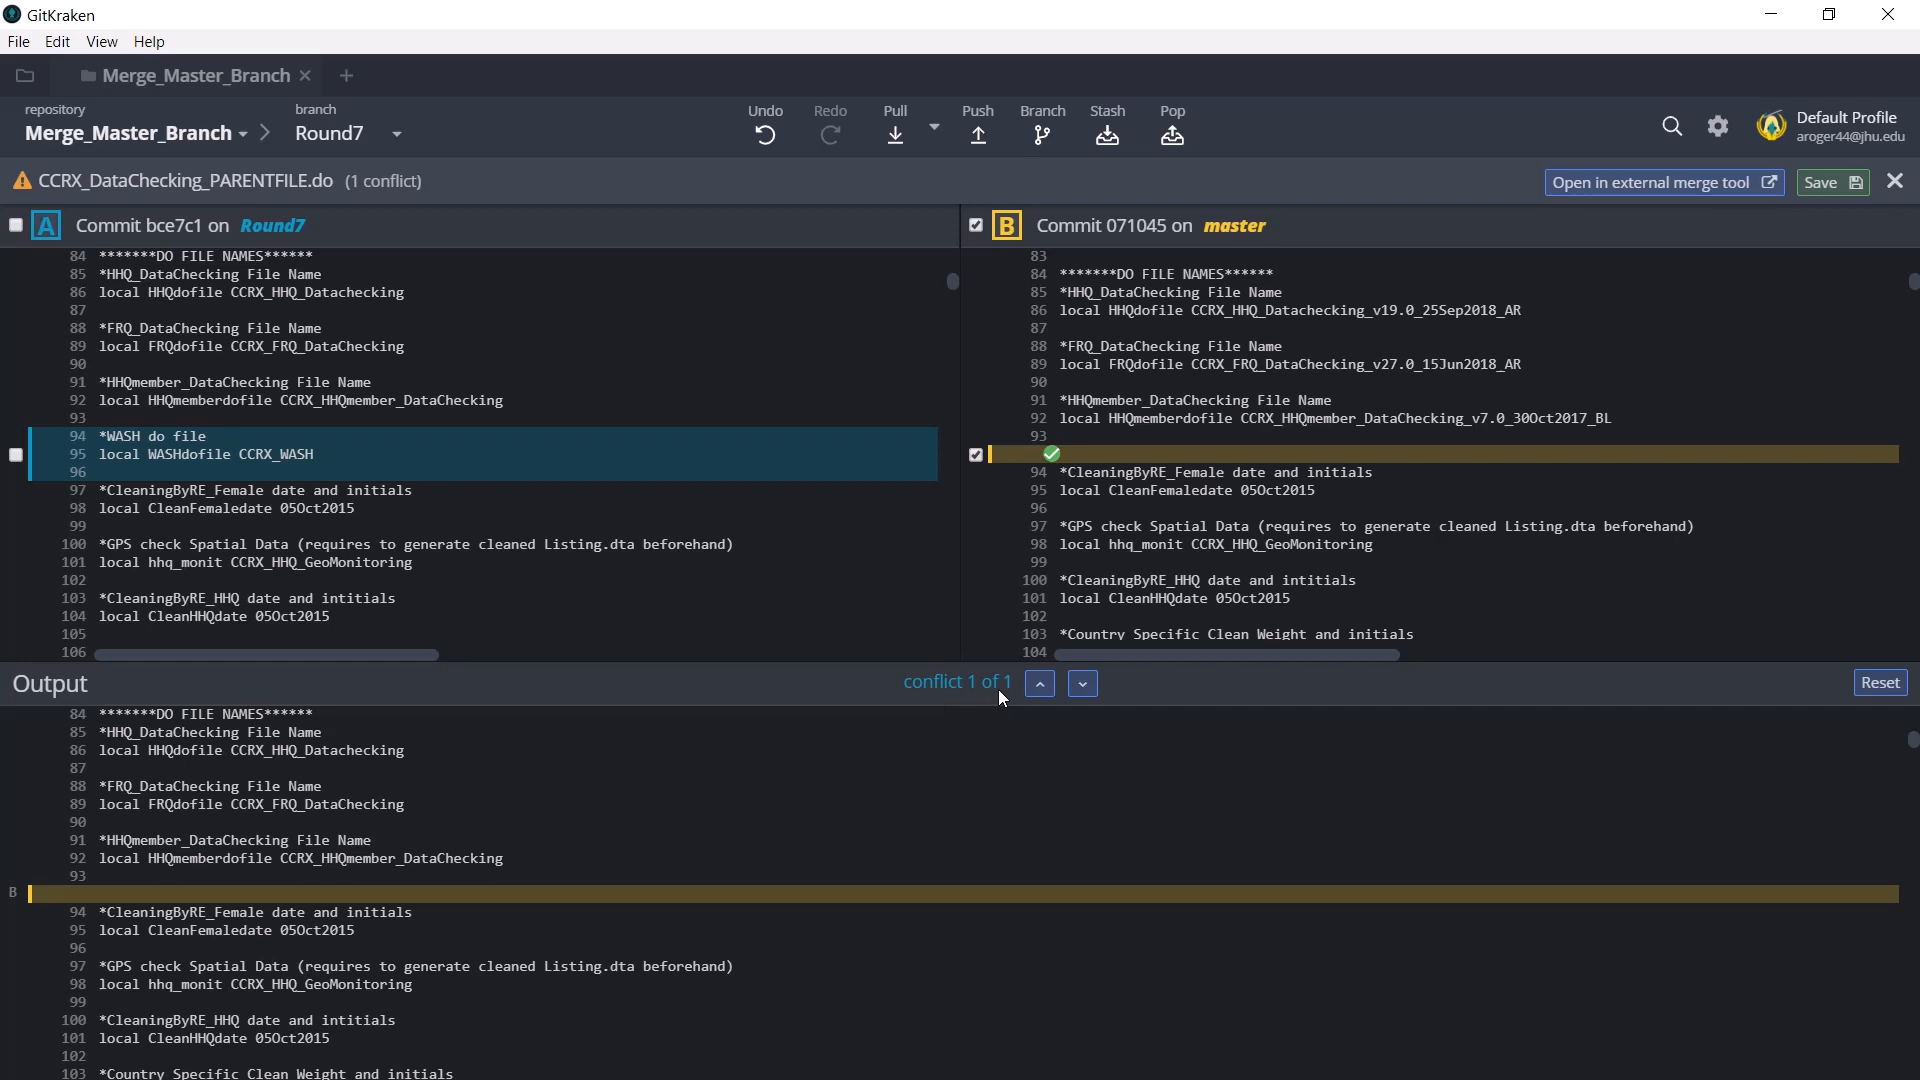 GitKraken
File Edit View Help
Merge_Master_Branch
repository
Merge_Master_Branch
branch
Round7
Undo Redo Pull Push Branch Stash Pop
Default Profile
aroger44@jhu.edu
CCRX_DataChecking_PARENTFILE.do (1 conflict)
Open in external merge tool
Save
A Commit bce7c1 on Round7
84 *******DO FILE NAMES******
85 *HHQ_DataChecking File Name
86 local HHQdofile CCRX_HHQ_Datachecking
87
88 *FRQ_DataChecking File Name
89 local FRQdofile CCRX_FRQ_DataChecking
90
91 *HHQmember_DataChecking File Name
92 local HHQmemberdofile CCRX_HHQmember_DataChecking
93
94 *WASH do file
95 local WASHdofile CCRX_WASH
96
97 *CleaningByRE_Female date and initials
98 local CleanFemaledate 05Oct2015
99
100 *GPS check Spatial Data (requires to generate cleaned Listing.dta beforehand)
101 local hhq_monit CCRX_HHQ_GeoMonitoring
102
103 *CleaningByRE_HHQ date and intitials
104 local CleanHHQdate 05Oct2015
105
106
B Commit 071045 on master
83
84 *******DO FILE NAMES******
85 *HHQ_DataChecking File Name
86 local HHQdofile CCRX_HHQ_Datachecking_v19.0_25Sep2018_AR
87
88 *FRQ_DataChecking File Name
89 local FRQdofile CCRX_FRQ_DataChecking_v27.0_15Jun2018_AR
90
91 *HHQmember_DataChecking File Name
92 local HHQmemberdofile CCRX_HHQmember_DataChecking_v7.0_30Oct2017_BL
93
94 *CleaningByRE_Female date and initials
95 local CleanFemaledate 05Oct2015
96
97 *GPS check Spatial Data (requires to generate cleaned Listing.dta beforehand)
98 local hhq_monit CCRX_HHQ_GeoMonitoring
99
100 *CleaningByRE_HHQ date and intitials
101 local CleanHHQdate 05Oct2015
102
103 *Country Specific Clean Weight and initials
104
Output
conflict 1 of 1
Reset
84 *******DO FILE NAMES******
85 *HHQ_DataChecking File Name
86 local HHQdofile CCRX_HHQ_Datachecking
87
88 *FRQ_DataChecking File Name
89 local FRQdofile CCRX_FRQ_DataChecking
90
91 *HHQmember_DataChecking File Name
92 local HHQmemberdofile CCRX_HHQmember_DataChecking
93
B
94 *CleaningByRE_Female date and initials
95 local CleanFemaledate 05Oct2015
96
97 *GPS check Spatial Data (requires to generate cleaned Listing.dta beforehand)
98 local hhq_monit CCRX_HHQ_GeoMonitoring
99
100 *CleaningByRE_HHQ date and intitials
101 local CleanHHQdate 05Oct2015
102
103 *Country Specific Clean Weight and initials